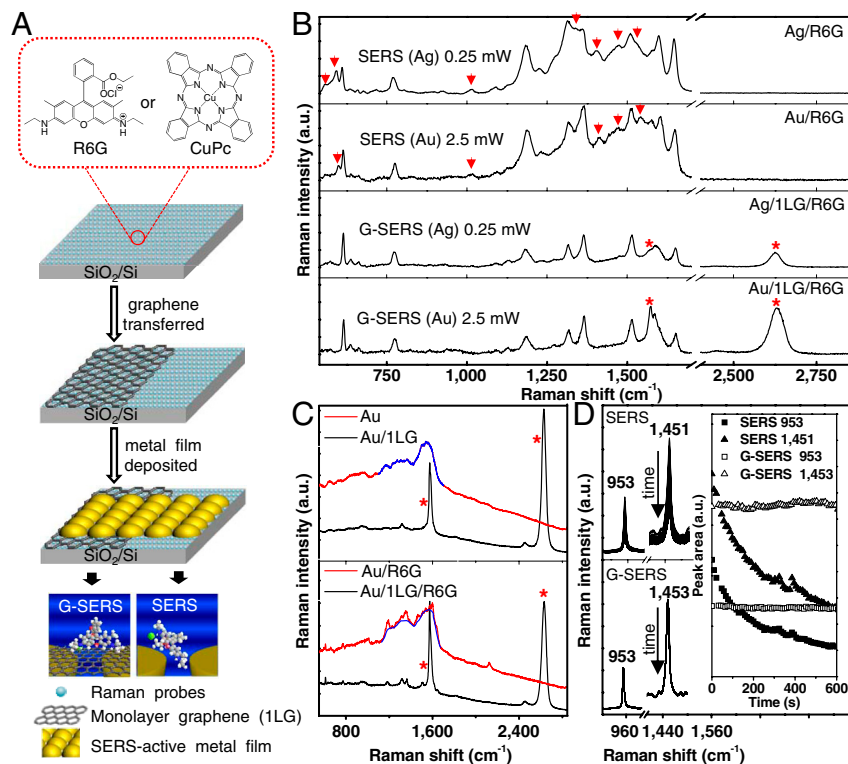 A
O
O
OCl⊖
N
H
O
N⊕
H
or
N
N
N
N
Cu
N
N
N
N
R6G
CuPc
SiO2/Si
graphene
transferred
SiO2/Si
metal film
deposited
SiO2/Si
G-SERS
SERS
Raman probes
Monolayer graphene (1LG)
SERS-active metal film
B
Raman intensity (a.u.)
SERS (Ag) 0.25 mW
Ag/R6G
SERS (Au) 2.5 mW
Au/R6G
G-SERS (Ag) 0.25 mW
Ag/1LG/R6G
*
*
G-SERS (Au) 2.5 mW
Au/1LG/R6G
*
*
750 1,000 1,250 1,500 2,500 2,750
Raman shift (cm-1)
Raman shift (cm-1)
C
Raman intensity (a.u.)
Au
Au/1LG
*
*
Au/R6G
Au/1LG/R6G
*
*
800 1,600 2,400
Raman shift (cm-1)
D
Raman intensity (a.u.)
SERS
1,451
953
time
G-SERS
1,453
953
time
960 1,440 1,560
Raman shift (cm-1)
Peak area (a.u.)
SERS 953
SERS 1,451
G-SERS 953
G-SERS 1,453
0 200 400 600
Time (s)